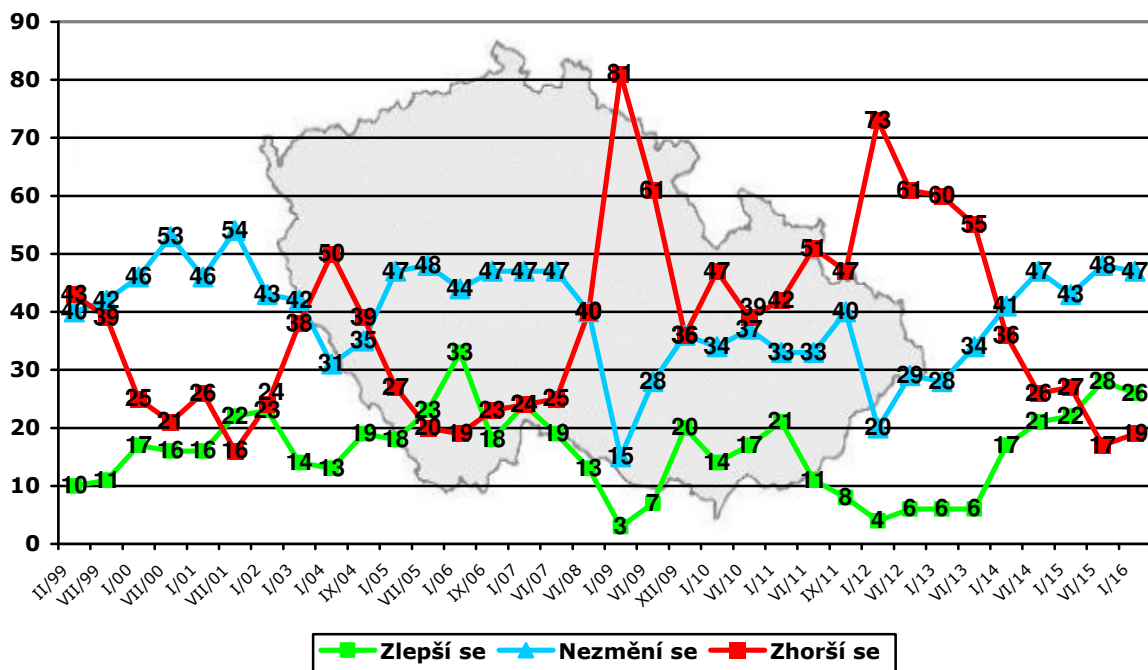 90
80
70
60
50
40
30
20
10
0
43 39 25 21 26 16 24 38 50 39 27 20 19 23 24 25 40 81 61 36 47 39 42 51 47 73 61 60 55 36 26 27 17 19
40 42 46 53 46 54 43 42 31 35 47 48 44 47 47 47 40 15 28 36 34 37 33 33 40 20 29 28 34 41 47 43 48 47
10 11 17 16 16 22 23 14 13 19 18 23 33 18 24 19 13 3 7 20 14 17 21 11 8 4 6 6 6 17 21 22 28 26
II/99 VII/99 I/00 VII/00 I/01 VII/01 I/02 I/03 I/04 IX/04 I/05 VII/05 I/06 IX/06 I/07 VI/07 VI/08 I/09 VI/09 XII/09 I/10 VI/10 I/11 VI/11 IX/11 I/12 VI/12 I/13 VI/13 I/14 VI/14 I/15 VI/15 I/16
Zlepší se Nezmění se Zhorší se